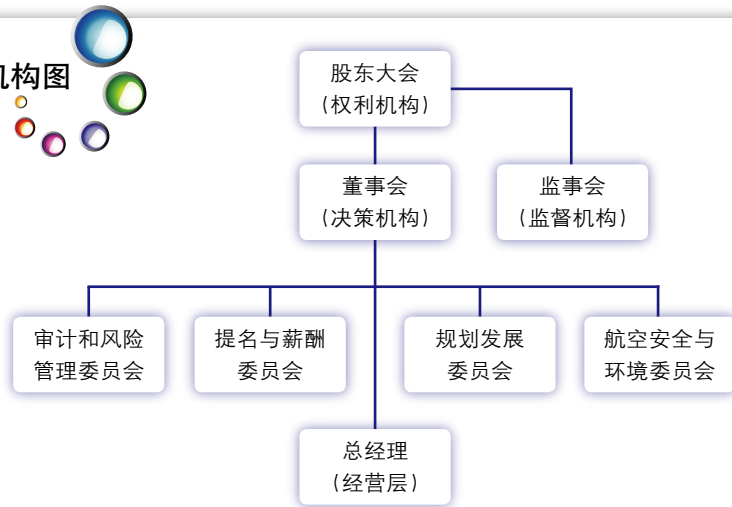 机构图
股东大会
（权利机构）
董事会
（决策机构）
监事会
（监督机构）
审计和风险
管理委员会
提名与薪酬
委员会
规划发展
委员会
航空安全与
环境委员会
总经理
（经营层）